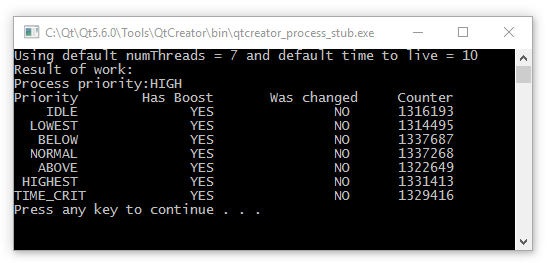 C:\Qt\Qt5.6.0\Tools\QtCreator\bin\qtcreator_process_stub.exe
Using default numThreads = 7 and default time to live = 10
Result of work:
Process priority:HIGH
Priority Has Boost Was changed Counter
IDLE YES NO 1316193
LOWEST YES NO 1314495
BELOW YES NO 1337687
NORMAL YES NO 1337268
ABOVE YES NO 1322649
HIGHEST YES NO 1331413
TIME_CRIT YES NO 1329416
Press any key to continue . . .